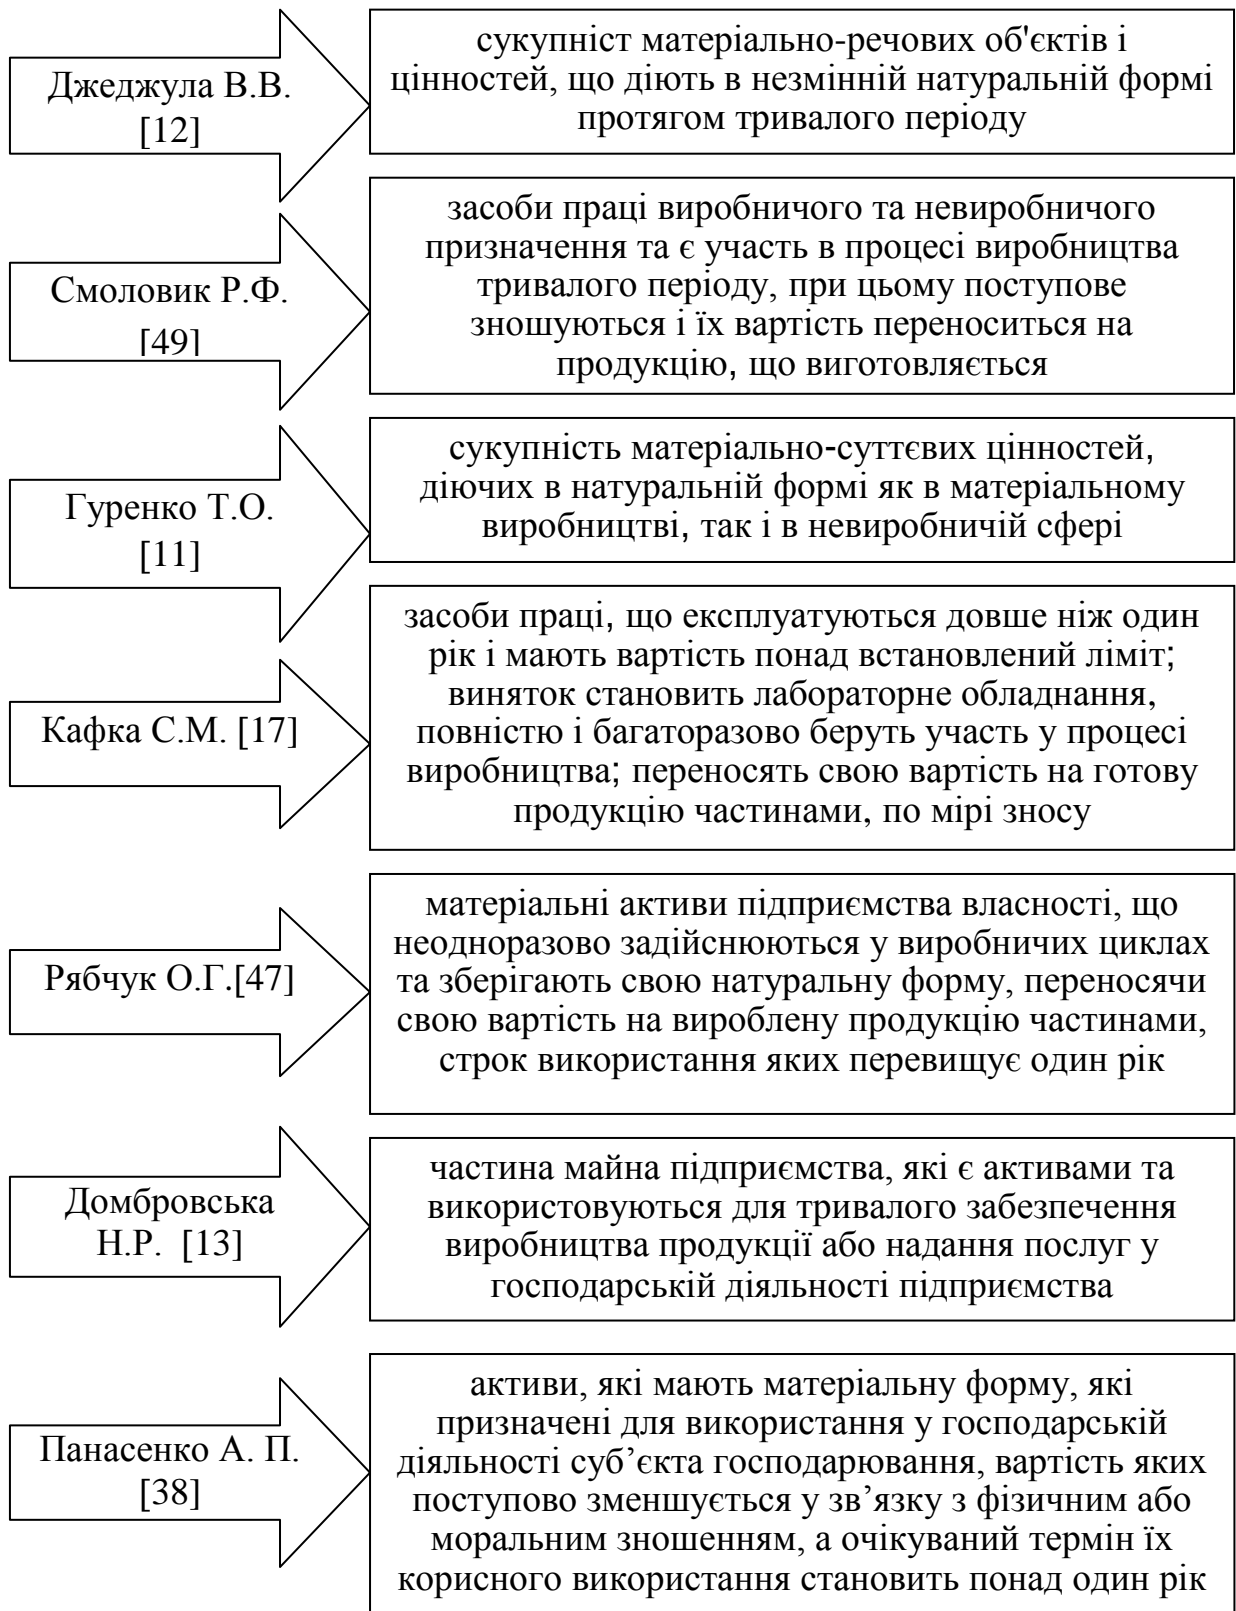 Джеджула В.В.
[12]
сукупніст матеріально-речових об'єктів і
цінностей, що діють в незмінній натуральній формі
протягом тривалого періоду
Смоловик Р.Ф.
[49]
засоби праці виробничого та невиробничого
призначення та є участь в процесі виробництва
тривалого періоду, при цьому поступове
зношуються і їх вартість переноситься на
продукцію, що виготовляється
Гуренко Т.О.
[11]
сукупність матеріально-суттєвих цінностей,
діючих в натуральній формі як в матеріальному
виробництві, так і в невиробничій сфері
Кафка С.М. [17]
засоби праці, що експлуатуються довше ніж один
рік і мають вартість понад встановлений ліміт;
виняток становить лабораторне обладнання,
повністю і багаторазово беруть участь у процесі
виробництва; переносять свою вартість на готову
продукцію частинами, по мірі зносу
Рябчук О.Г.[47]
матеріальні активи підприємства власності, що
неодноразово задійснюються у виробничих циклах
та зберігають свою натуральну форму, переносячи
свою вартість на вироблену продукцію частинами,
строк використання яких перевищує один рік
Домбровська
Н.Р. [13]
частина майна підприємства, які є активами та
використовуються для тривалого забезпечення
виробництва продукції або надання послуг у
господарській діяльності підприємства
Панасенко А. П.
[38]
активи, які мають матеріальну форму, які
призначені для використання у господарській
діяльності суб’єкта господарювання, вартість яких
поступово зменшується у зв’язку з фізичним або
моральним зношенням, а очікуваний термін їх
корисного використання становить понад один рік